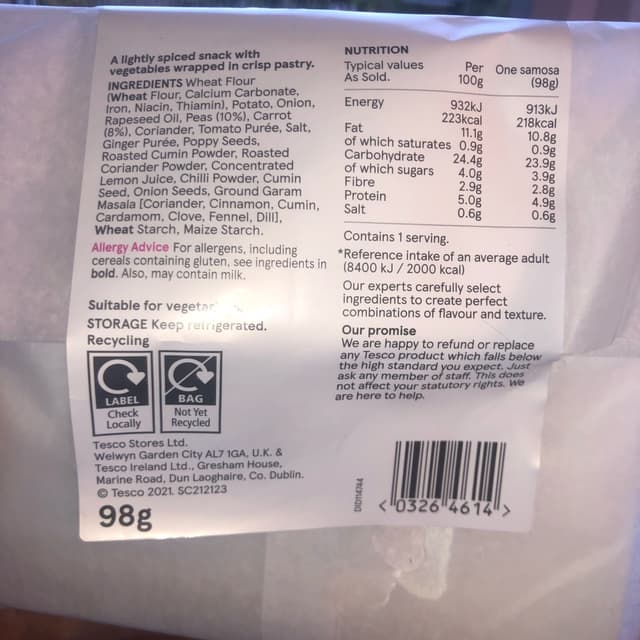 A lightly spiced snack with
vegetables wrapped in crisp pastry.
INGREDIENTS Wheat Flour
(Wheat Flour, Calcium Carbonate,
Iron, Niacin, Thiamin), Potato, Onion,
Rapeseed Oil, Peas (10%), Carrot
(8%), Coriander, Tomato Purée, Salt,
Ginger Purée, Poppy Seeds,
Roasted Cumin Powder, Roasted
Coriander Powder, Concentrated
Lemon Juice, Chilli Powder, Cumin
Seed, Onion Seeds, Ground Garam
Masala [Coriander, Cinnamon, Cumin,
Cardamom, Clove, Fennel, Dill],
Wheat Starch, Maize Starch.
Allergy Advice For allergens, including
cereals containing gluten, see ingredients in
bold. Also, may contain milk.
Suitable for
STORAGE Keep refrigerated.
Recycling
LABEL
Check
Locally
BAG
Not Yet
Recycled
Tesco Stores Ltd.
Welwyn Garden City AL7 1GA, U.K. &
Tesco Ireland Ltd., Gresham House,
Marine Road, Dun Laoghaire, Co. Dublin.
© Tesco 2021. SC212123
98g
NUTRITION
Typical values Per One samosa
As Sold. 100g (98g)
Energy 932kJ 913kJ
223kcal 218kcal
Fat 11.1g 10.8g
of which saturates 0.9g 0.9g
Carbohydrate 24.4g 23.9g
of which sugars 4.0g 3.9g
Fibre 2.9g 2.8g
Protein 5.0g 4.9g
Salt 0.6g 0.6g
Contains 1 serving.
*Reference intake of an average adult
(8400 kJ / 2000 kcal)
Our experts carefully select
ingredients to create perfect
combinations of flavour and texture.
Our promise
We are happy to refund or replace
any Tesco product which falls below
the high standard you expect. Just
ask any member of staff. This does
not affect your statutory rights. We
are here to help.
DID114744
<0326 4614>